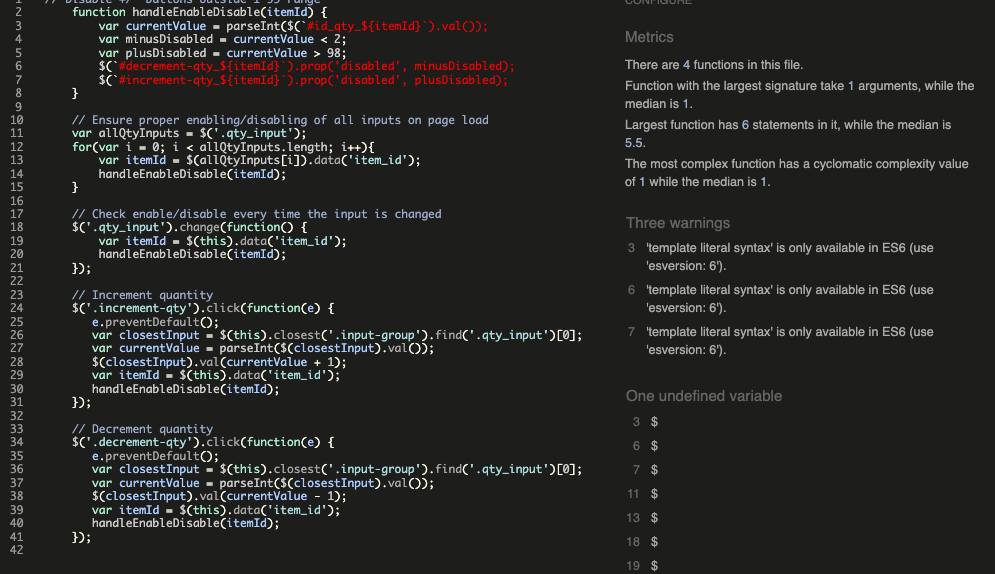 // Disable +/- buttons outside 1-99 range
function handleEnableDisable(itemId) {
var currentValue = parseInt($(`#id_qty_${itemId}`).val());
var minusDisabled = currentValue < 2;
var plusDisabled = currentValue > 98;
$(`#decrement-qty_${itemId}`).prop('disabled', minusDisabled);
$(`#increment-qty_${itemId}`).prop('disabled', plusDisabled);
}
// Ensure proper enabling/disabling of all inputs on page load
var allQtyInputs = $('.qty_input');
for(var i = 0; i < allQtyInputs.length; i++){
var itemId = $(allQtyInputs[i]).data('item_id');
handleEnableDisable(itemId);
}
// Check enable/disable every time the input is changed
$('.qty_input').change(function() {
var itemId = $(this).data('item_id');
handleEnableDisable(itemId);
});
// Increment quantity
$('.increment-qty').click(function(e) {
e.preventDefault();
var closestInput = $(this).closest('.input-group').find('.qty_input')[0];
var currentValue = parseInt($(closestInput).val());
$(closestInput).val(currentValue + 1);
var itemId = $(this).data('item_id');
handleEnableDisable(itemId);
});
// Decrement quantity
$('.decrement-qty').click(function(e) {
e.preventDefault();
var closestInput = $(this).closest('.input-group').find('.qty_input')[0];
var currentValue = parseInt($(closestInput).val());
$(closestInput).val(currentValue - 1);
var itemId = $(this).data('item_id');
handleEnableDisable(itemId);
});
1
2
3
4
5
6
7
8
9
10
11
12
13
14
15
16
17
18
19
20
21
22
23
24
25
26
27
28
29
30
31
32
33
34
35
36
37
38
39
40
41
42
CONFIGURE
Metrics
There are 4 functions in this file.
Function with the largest signature take 1 arguments, while the
median is 1.
Largest function has 6 statements in it, while the median is
5.5.
The most complex function has a cyclomatic complexity value
of 1 while the median is 1.
Three warnings
3 'template literal syntax' is only available in ES6 (use
'esversion: 6').
6 'template literal syntax' is only available in ES6 (use
'esversion: 6').
7 'template literal syntax' is only available in ES6 (use
'esversion: 6').
One undefined variable
3 $
6 $
7 $
11 $
13 $
18 $
19 $